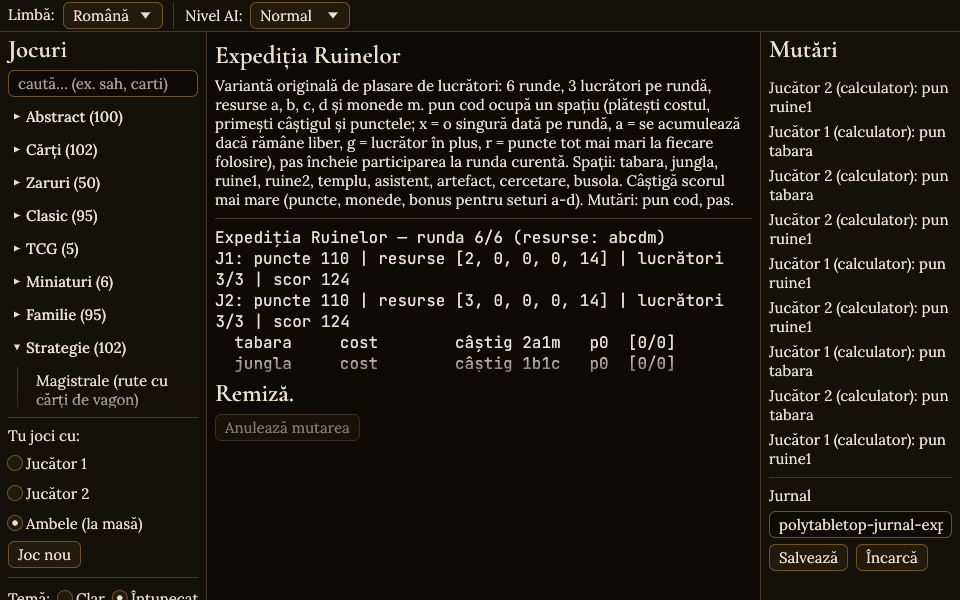 Limbă: Română ▼ Nivel AI: Normal ▼
Jocuri
caută... (ex. sah, carti)
▸ Abstract (100)
▸ Cărți (102)
▸ Zaruri (50)
▸ Clasic (95)
▸ TCG (5)
▸ Miniaturi (6)
▸ Familie (95)
▾ Strategie (102)
Magistrale (rute cu
cărți de vagon)
Tu joci cu:
Jucător 1
Jucător 2
Ambele (la masă)
Joc nou
Temă: Clar Întunecat
Expediția Ruinelor
Variantă originală de plasare de lucrători: 6 runde, 3 lucrători pe rundă,
resurse a, b, c, d și monede m. pun cod ocupă un spațiu (plătești costul,
primești câștigul și punctele; x = o singură dată pe rundă, a = se acumulează
dacă rămâne liber, g = lucrător în plus, r = puncte tot mai mari la fiecare
folosire), pas încheie participarea la runda curentă. Spații: tabara, jungla,
ruine1, ruine2, templu, asistent, artefact, cercetare, busola. Câștigă scorul
mai mare (puncte, monede, bonus pentru seturi a-d). Mutări: pun cod, pas.
Expediția Ruinelor — runda 6/6 (resurse: abcdm)
J1: puncte 110 | resurse [2, 0, 0, 0, 14] | lucrători
3/3 | scor 124
J2: puncte 110 | resurse [3, 0, 0, 0, 14] | lucrători
3/3 | scor 124
tabara cost câștig 2a1m p0 [0/0]
jungla cost câștig 1b1c p0 [0/0]
Remiză.
Anulează mutarea
Mutări
Jucător 2 (calculator): pun
ruine1
Jucător 1 (calculator): pun
tabara
Jucător 2 (calculator): pun
tabara
Jucător 2 (calculator): pun
ruine1
Jucător 1 (calculator): pun
ruine1
Jucător 2 (calculator): pun
ruine1
Jucător 1 (calculator): pun
tabara
Jucător 2 (calculator): pun
tabara
Jucător 1 (calculator): pun
ruine1
Jurnal
polytabletop-jurnal-exp
Salvează Încarcă